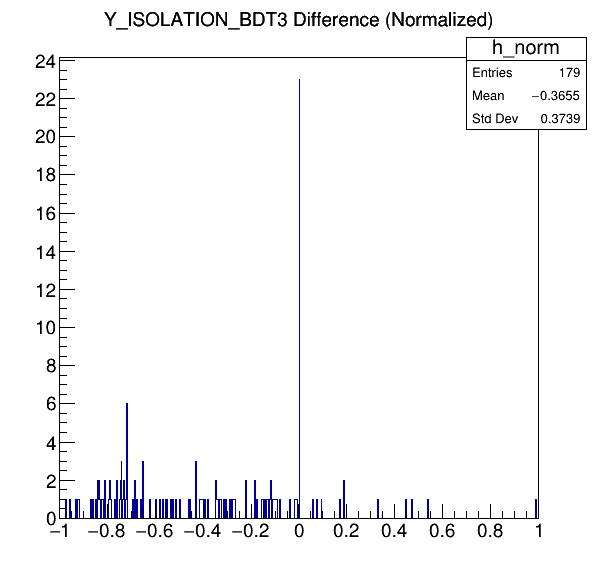 Y_ISOLATION_BDT3 Difference (Normalized)
h_norm
Entries 179
Mean −0.3655
Std Dev 0.3739
24
22
20
18
16
14
12
10
8
6
4
2
0
−1 −0.8 −0.6 −0.4 −0.2 0 0.2 0.4 0.6 0.8 1